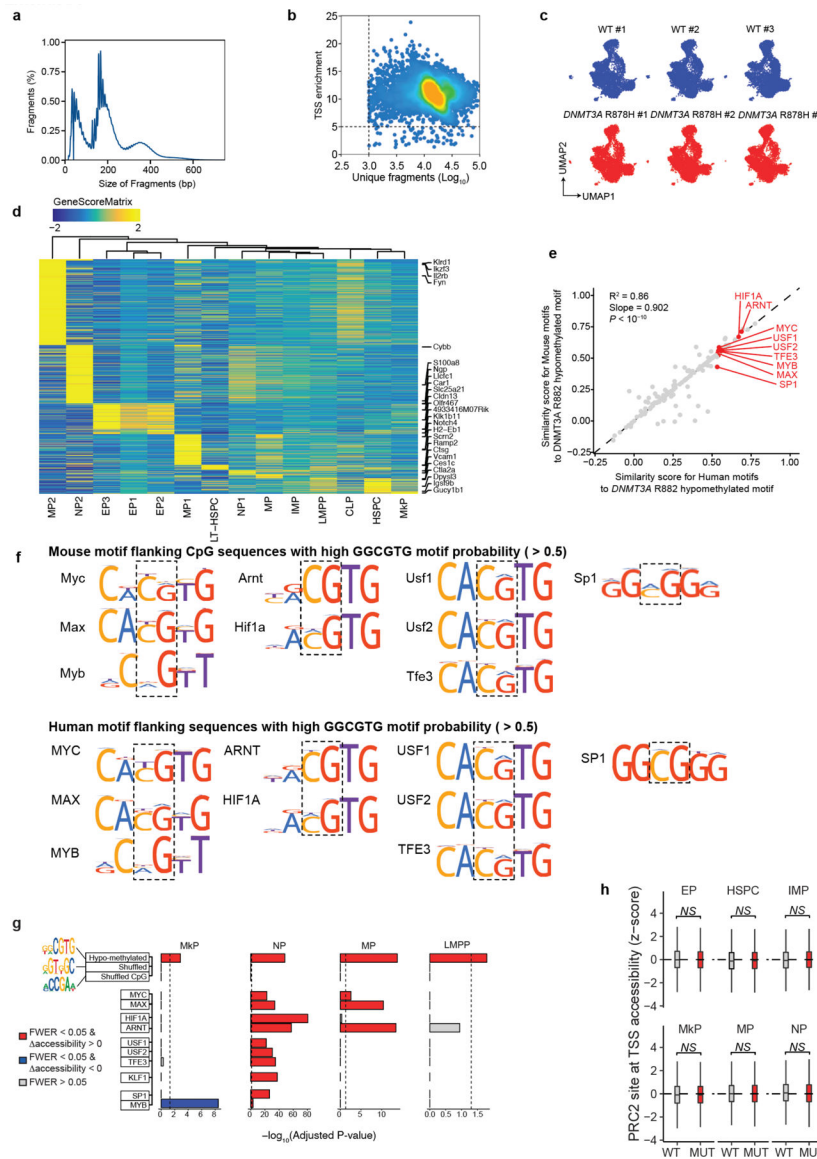 a
Fragments (%)
1.00
0.75
0.50
0.25
0.00
0
200
400
600
Size of Fragments (bp)
b
TSS enrichment
25
20
15
10
5
0
2.5
3.0
3.5
4.0
4.5
5.0
Unique fragments (Log10)
c
WT #1
WT #2
WT #3
DNMT3A R878H #1 DNMT3A R878H #2 DNMT3A R878H #
UMAP2
UMAP1
d
GeneScoreMatrix
−2
2
Klrd1
Ikzf3
Il2rb
Fyn
Cybb
S100a8
Ngp
Llcfc1
Car1
Slc25a21
Cldn13
Olfr467
4933416M07Rik
Klk1b11
Notch4
H2−Eb1
Scrn2
Ramp2
Ctsg
Vcam1
Ces1c
Ctla2a
Dpysl3
Igsf9b
Gucy1b1
MP2
NP2
EP3
EP1
EP2
MP1
LT−HSPC
NP1
MP
IMP
LMPP
CLP
HSPC
MkP
e
R2 = 0.86
Slope = 0.902
P < 10−10
HIF1A
ARNT
MYC
USF1
USF2
TFE3
MYB
MAX
SP1
Similarity score for Mouse motifs
to DNMT3A R882 hypomethylated motif
1.00
0.75
0.50
0.25
0.00
−0.25
−0.25
0.00
0.25
0.50
0.75
1.00
Similarity score for Human motifs
to DNMT3A R882 hypomethylated motif
f
Mouse motif flanking CpG sequences with high GGCGTG motif probability ( > 0.5)
Myc
Arnt
Usf1
Sp1
Max
Hif1a
Usf2
Myb
Tfe3
Human motif flanking sequences with high GGCGTG motif probability ( > 0.5)
MYC
ARNT
USF1
SP1
MAX
HIF1A
USF2
MYB
TFE3
g
MkP
NP
MP
LMPP
Hypo−methylated
Shuffled
Shuffled CpG
MYC
MAX
HIF1A
ARNT
USF1
USF2
TFE3
KLF1
SP1
MYB
FWER < 0.05 &
Δaccessibility > 0
FWER < 0.05 &
Δaccessibility < 0
FWER > 0.05
0 2 4 6 8
0 20 40 60 80
0 5 10
0.0 0.5 1.0 1.5
−log10(Adjusted P-value)
h
PRC2 site at TSS accessibility (z−score)
EP
HSPC
IMP
NS
NS
NS
4
2
0
−2
−4
MkP
MP
NP
NS
NS
NS
4
2
0
−2
−4
WT MUT WT MUT WT MU